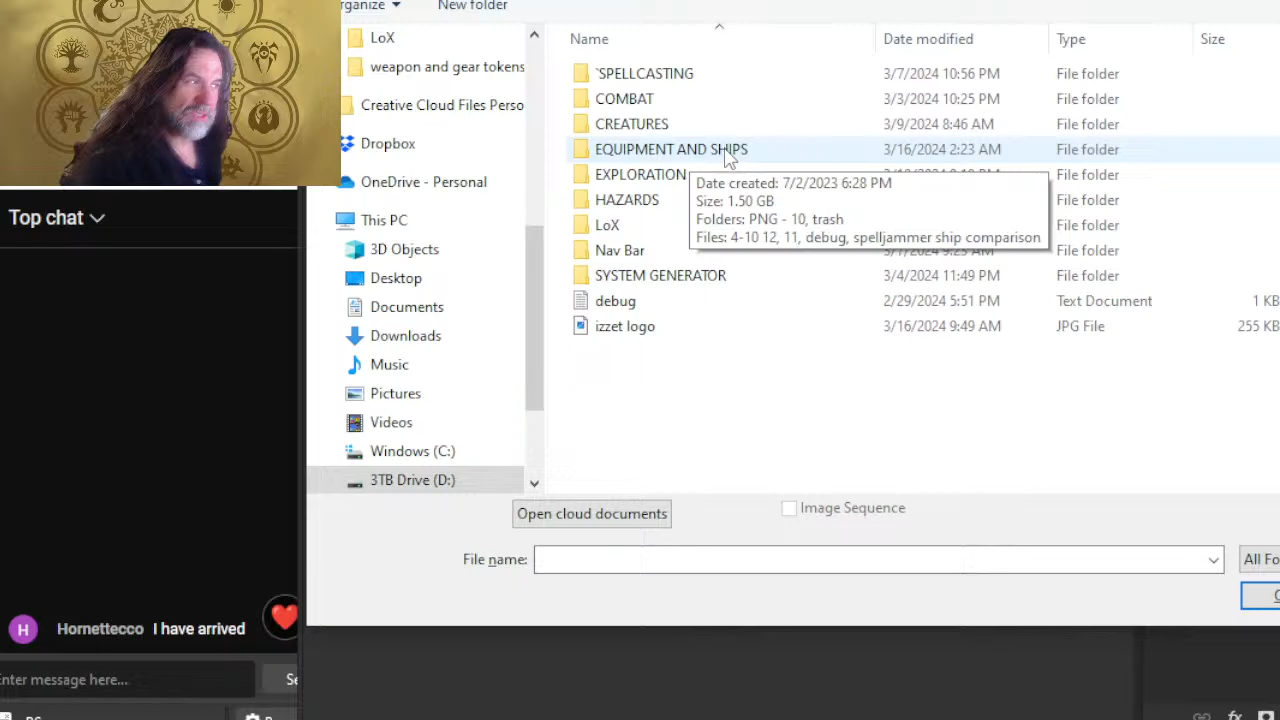 rganize
New folder
LoX
weapon and gear tokens
Creative Cloud Files Perso
Dropbox
OneDrive - Personal
This PC
3D Objects
Desktop
Documents
Downloads
Music
Pictures
Videos
Windows (C:)
3TB Drive (D:)
Name Date modified Type Size
`SPELLCASTING 3/7/2024 10:56 PM File folder
COMBAT 3/3/2024 10:25 PM File folder
CREATURES 3/9/2024 8:46 AM File folder
EQUIPMENT AND SHIPS 3/16/2024 2:23 AM File folder
EXPLORATION File folder
HAZARDS File folder
LoX File folder
Nav Bar File folder
SYSTEM GENERATOR 3/4/2024 11:49 PM File folder
debug 2/29/2024 5:51 PM Text Document 1 KB
izzet logo 3/16/2024 9:49 AM JPG File 255 KB
Date created: 7/2/2023 6:28 PM
Size: 1.50 GB
Folders: PNG - 10, trash
Files: 4-10 12, 11, debug, spelljammer ship comparison
Open cloud documents
Image Sequence
File name:
All Fo
Top chat
H Hornettecco I have arrived
Enter message here...
Se
fx